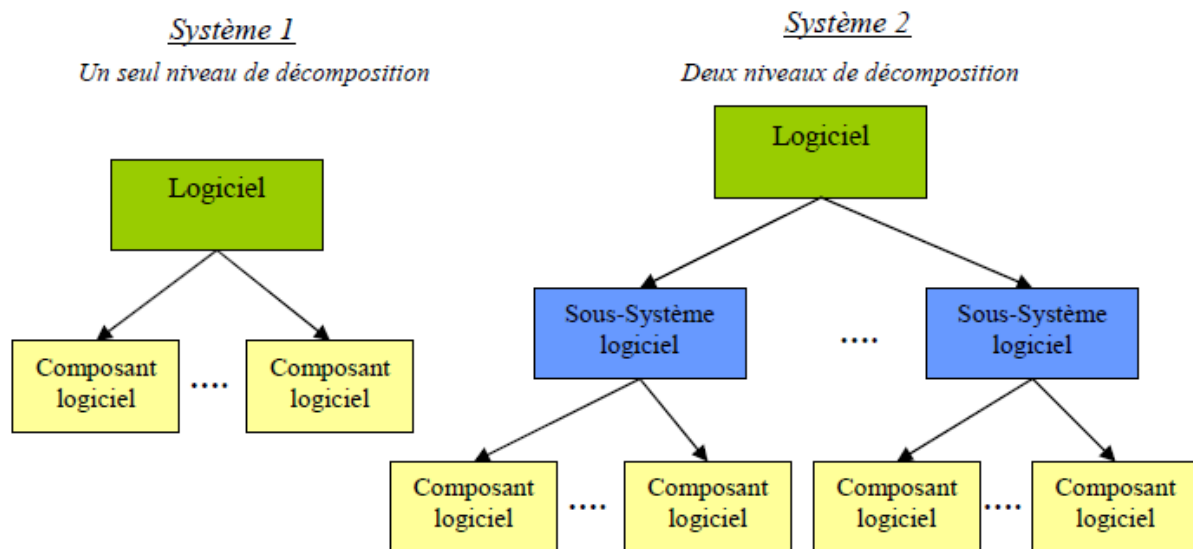 Système 1
Un seul niveau de décomposition
Logiciel
Composant
logiciel
....
Composant
logiciel
Système 2
Deux niveaux de décomposition
Logiciel
Sous-Système
logiciel
....
Sous-Système
logiciel
Composant
logiciel
....
Composant
logiciel
Composant
logiciel
....
Composant
logiciel